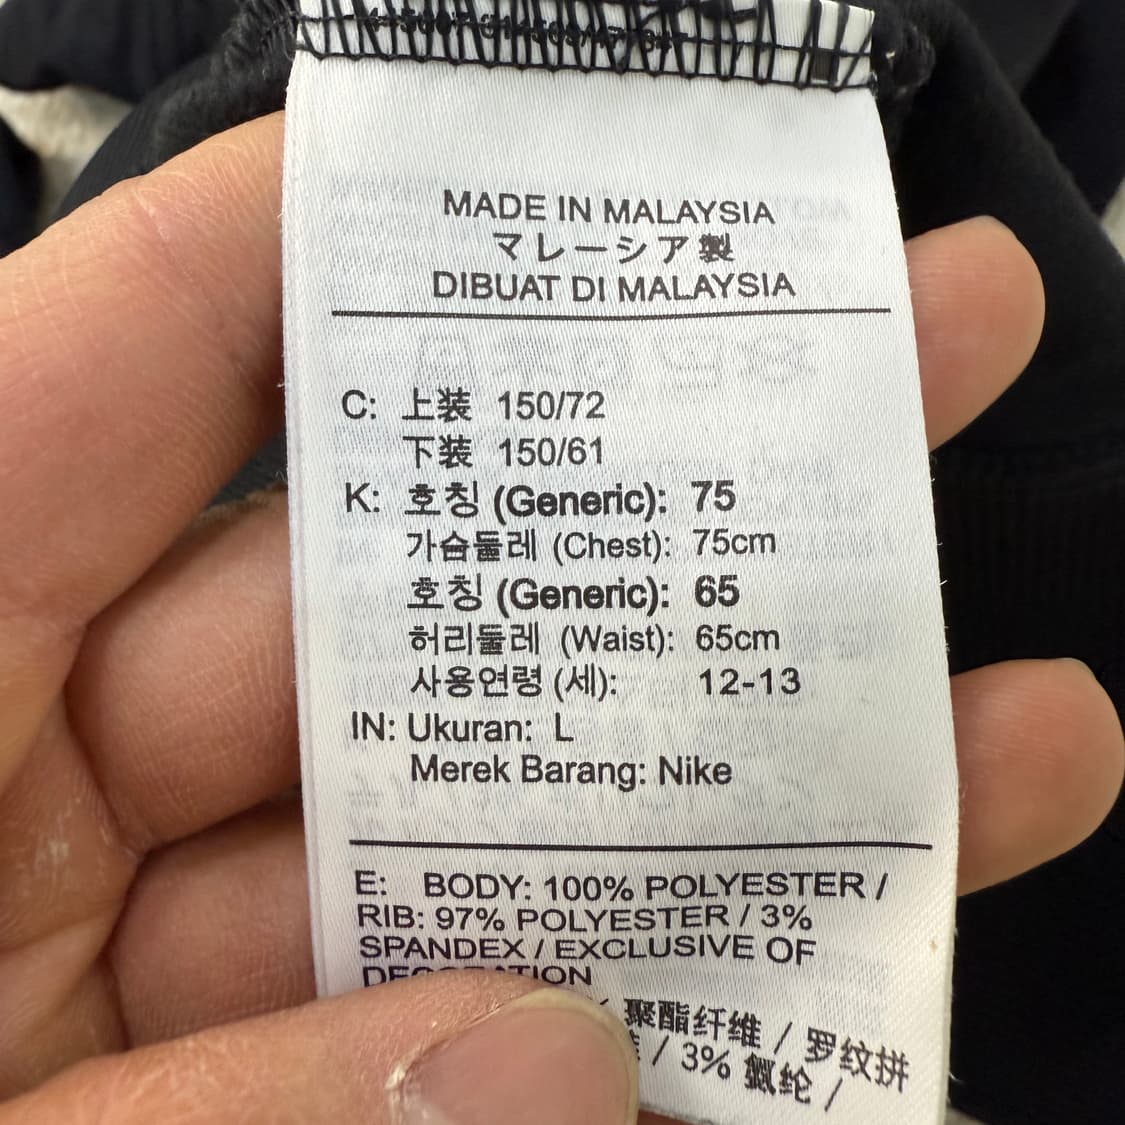 MADE IN MALAYSIA
マレーシア製
DIBUAT DI MALAYSIA
C: 上装 150/72
下装 150/61
K: 호칭 (Generic): 75
가슴둘레 (Chest): 75cm
호칭 (Generic): 65
허리둘레 (Waist): 65cm
사용연령 (세): 12-13
IN: Ukuran: L
Merek Barang: Nike
E: BODY: 100% POLYESTER /
RIB: 97% POLYESTER / 3%
SPANDEX / EXCLUSIVE OF
DECORATION
聚酯纤维 / 罗纹拼
/ 3% 氨纶 /